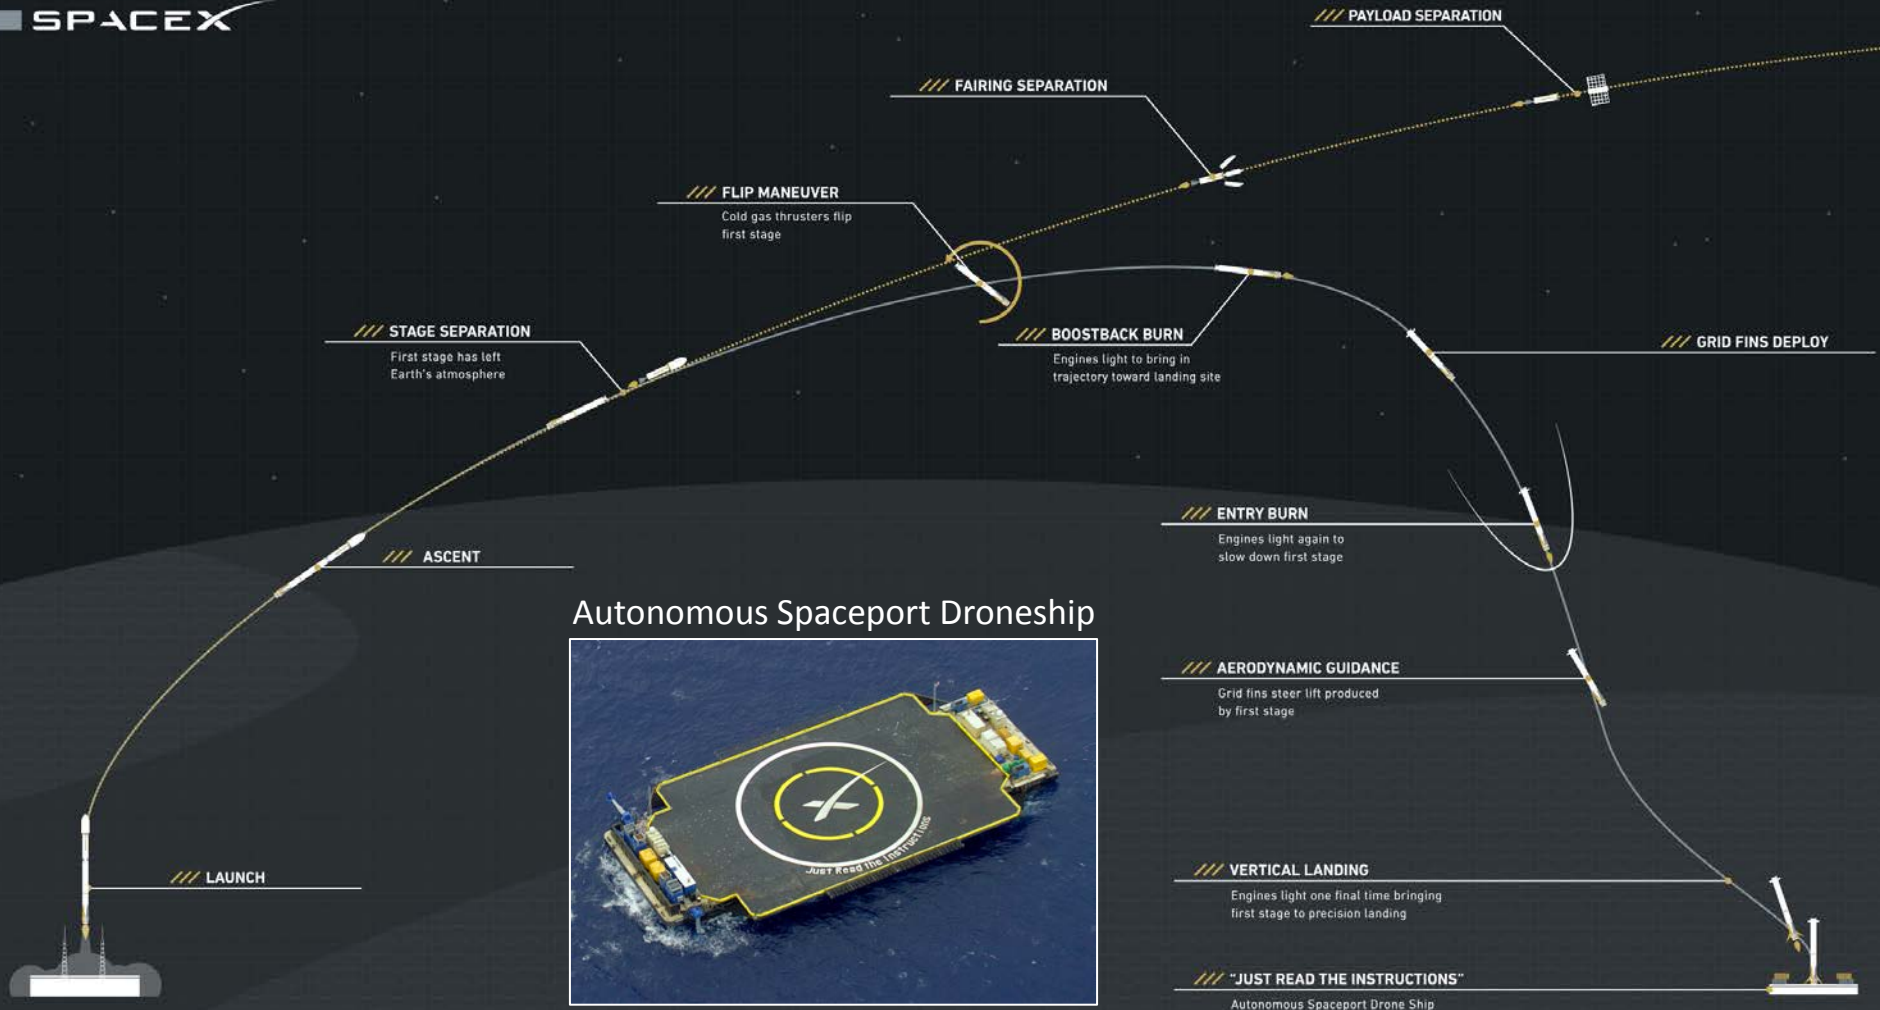 SPACEX
/// PAYLOAD SEPARATION
/// FAIRING SEPARATION
/// FLIP MANEUVER
Cold gas thrusters flip
first stage
/// STAGE SEPARATION
First stage has left
Earth's atmosphere
/// BOOSTBACK BURN
Engines light to bring in
trajectory toward landing site
/// GRID FINS DEPLOY
/// ENTRY BURN
Engines light again to
slow down first stage
/// ASCENT
Autonomous Spaceport Droneship
Just Read the Instructions
/// AERODYNAMIC GUIDANCE
Grid fins steer lift produced
by first stage
/// LAUNCH
/// VERTICAL LANDING
Engines light one final time bringing
first stage to precision landing
/// "JUST READ THE INSTRUCTIONS"
Autonomous Spaceport Drone Ship